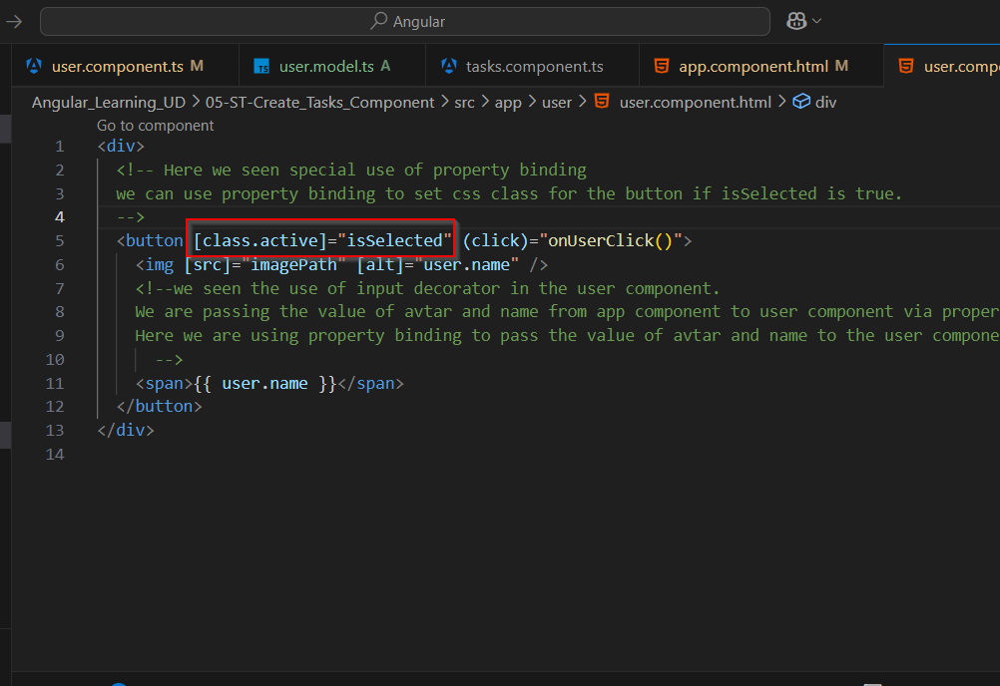 Angular
user.component.ts M
user.model.ts A
tasks.component.ts
app.component.html M
Angular_Learning_UD > 05-ST-Create_Tasks_Component > src > app > user > user.component.html > div
Go to component
1 <div>
2 <!-- Here we seen special use of property binding
3 we can use property binding to set css class for the button if isSelected is true.
4 -->
5 <button [class.active]="isSelected" (click)="onUserClick()">
6 <img [src]="imagePath" [alt]="user.name" />
7 <!--we seen the use of input decorator in the user component.
8 We are passing the value of avtar and name from app component to user component via proper
9 Here we are using property binding to pass the value of avtar and name to the user compone
10 -->
11 <span>{{ user.name }}</span>
12 </button>
13 </div>
14